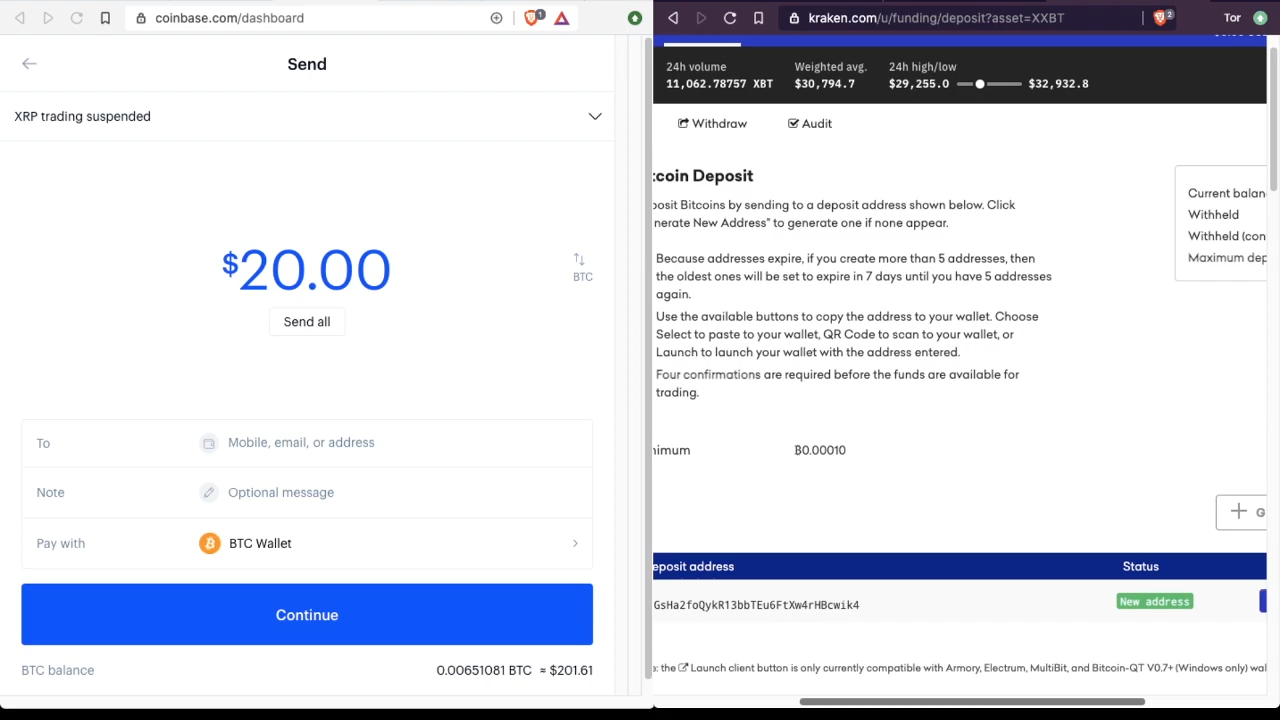 coinbase.com/dashboard
1
Send
XRP trading suspended
$20.00
BTC
Send all
To
Mobile, email, or address
Note
Optional message
Pay with
BTC Wallet
Continue
BTC balance
0.00651081 BTC ≈ $201.61
kraken.com/u/funding/deposit?asset=XXBT
2
Tor
24h volume
Weighted avg.
24h high/low
11,062.78757 XBT
$30,794.7
$29,255.0
$32,932.8
Withdraw
Audit
tcoin Deposit
posit Bitcoins by sending to a deposit address shown below. Click
nerate New Address" to generate one if none appear.
Because addresses expire, if you create more than 5 addresses, then
the oldest ones will be set to expire in 7 days until you have 5 addresses
again.
Use the available buttons to copy the address to your wallet. Choose
Select to paste to your wallet, QR Code to scan to your wallet, or
Launch to launch your wallet with the address entered.
Four confirmations are required before the funds are available for
trading.
Current balan
Withheld
Withheld (con
Maximum dep
nimum
Ƀ0.00010
G
eposit address
Status
GsHa2foQykR13bbTEu6FtXw4rHBcwik4
New address
: the Launch client button is only currently compatible with Armory, Electrum, MultiBit, and Bitcoin-QT V0.7+ (Windows only) wal